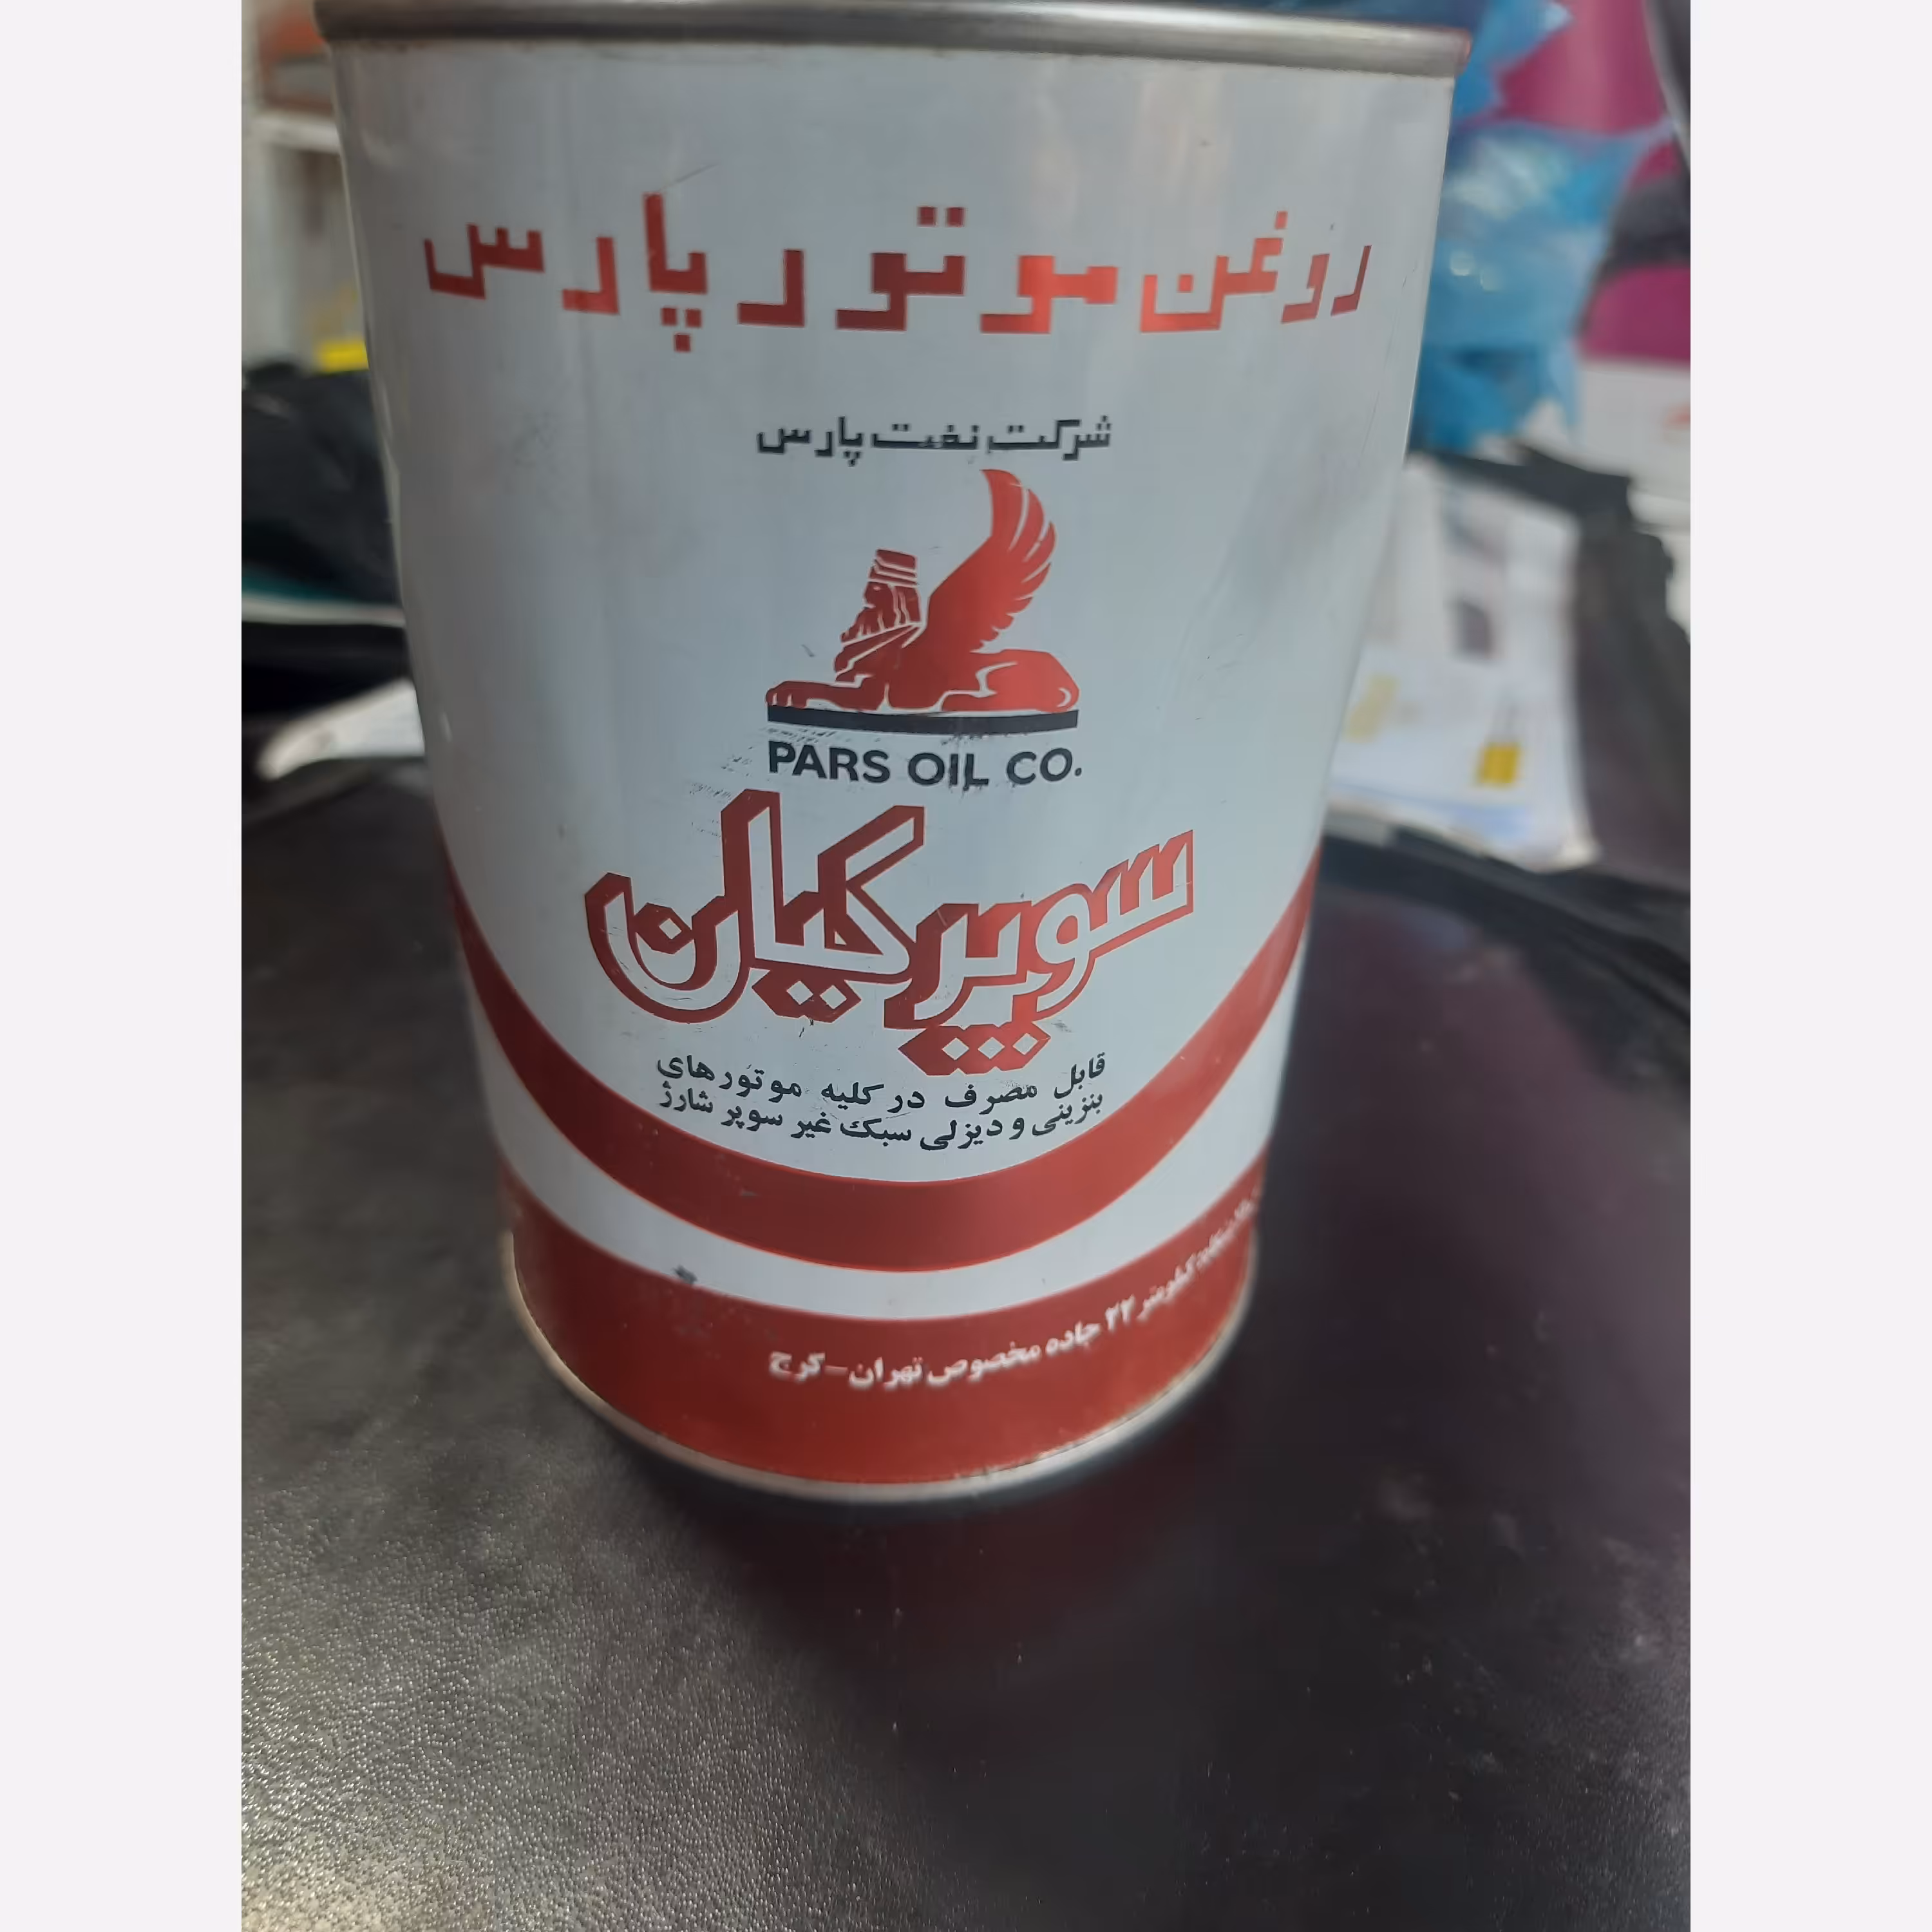 روغن موتور پارس
شرکت نفت پارس
PARS OIL CO.
سوپر کیان
قابل مصرف در کلیه موتورهای
بنزینی و دیزلی سبک غیر سوپر شارژ
کیلومتر ۲۲ جاده مخصوص تهران-کرج